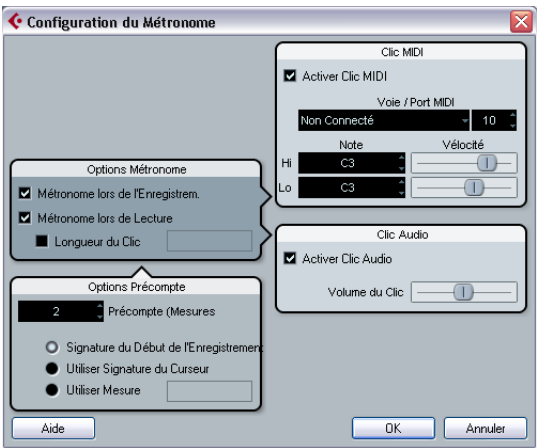 Configuration du Métronome
Clic MIDI
Activer Clic MIDI
Voie / Port MIDI
Non Connecté 10
Note Vélocité
Hi C3
Lo C3
Options Métronome
Métronome lors de l'Enregistrem.
Métronome lors de Lecture
Longueur du Clic
Clic Audio
Activer Clic Audio
Volume du Clic
Options Précompte
2 Précompte (Mesures
Signature du Début de l'Enregistrement
Utiliser Signature du Curseur
Utiliser Mesure
Aide OK Annuler